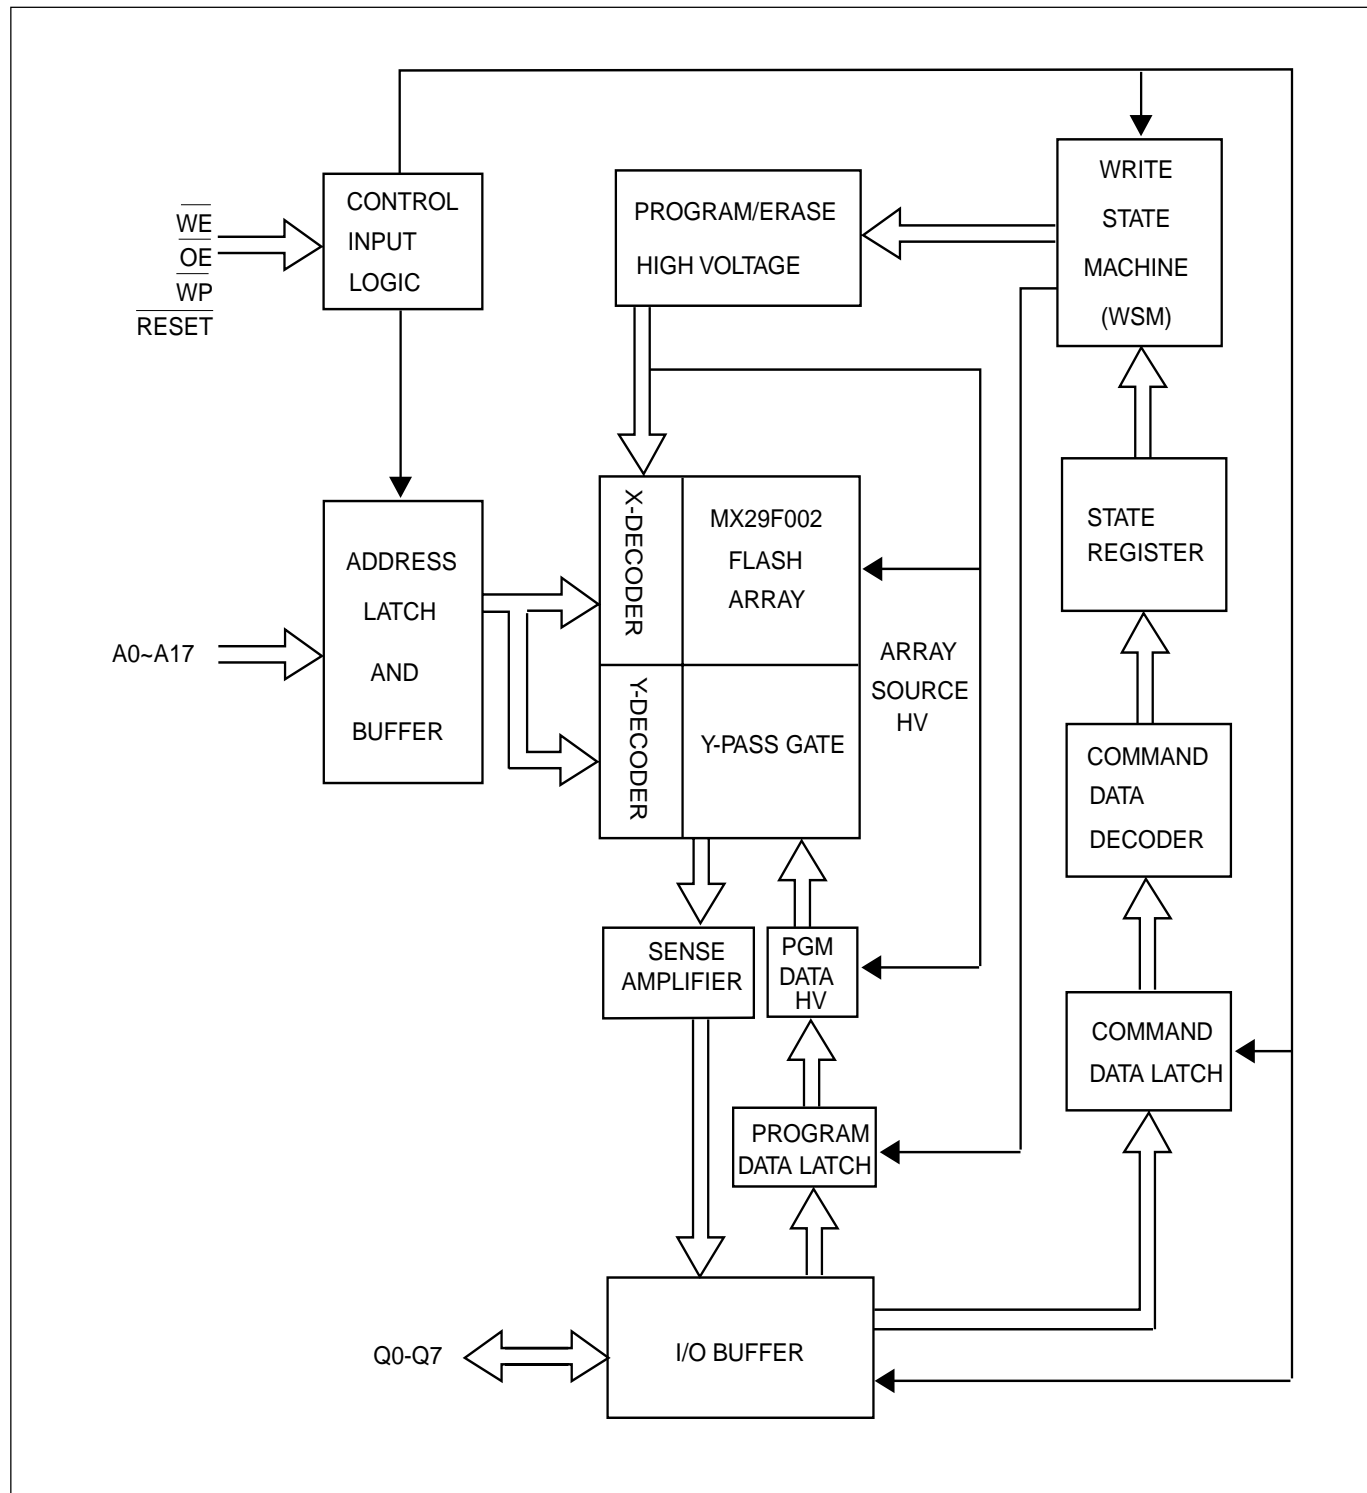 WE
OE
WP
RESET
CONTROL
INPUT
LOGIC
PROGRAM/ERASE
HIGH VOLTAGE
WRITE
STATE
MACHINE
(WSM)
STATE
REGISTER
ADDRESS
LATCH
AND
BUFFER
A0~A17
X-DECODER
MX29F002
FLASH
ARRAY
Y-DECODER
Y-PASS GATE
ARRAY
SOURCE
HV
COMMAND
DATA
DECODER
SENSE
AMPLIFIER
PGM
DATA
HV
COMMAND
DATA LATCH
PROGRAM
DATA LATCH
Q0-Q7
I/O BUFFER